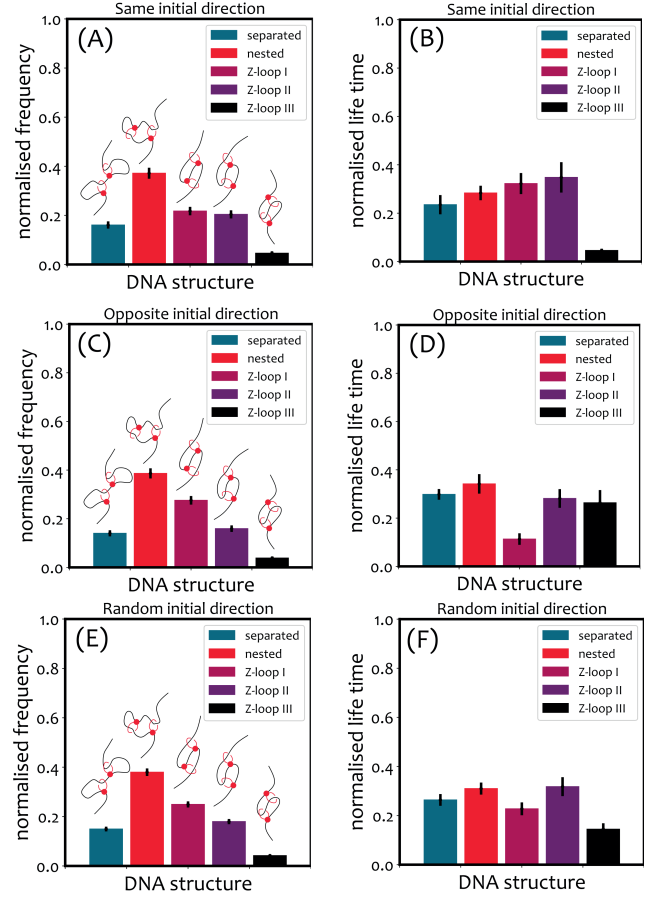 Same initial direction
(A)
normalised frequency
1.0
0.8
0.6
0.4
0.2
0.0
separated
nested
Z-loop I
Z-loop II
Z-loop III
DNA structure
Same initial direction
(B)
normalised life time
1.0
0.8
0.6
0.4
0.2
0.0
separated
nested
Z-loop I
Z-loop II
Z-loop III
DNA structure
Opposite initial direction
(C)
normalised frequency
1.0
0.8
0.6
0.4
0.2
0.0
separated
nested
Z-loop I
Z-loop II
Z-loop III
DNA structure
Opposite initial direction
(D)
normalised life time
1.0
0.8
0.6
0.4
0.2
0.0
separated
nested
Z-loop I
Z-loop II
Z-loop III
DNA structure
Random initial direction
(E)
normalised frequency
1.0
0.8
0.6
0.4
0.2
0.0
separated
nested
Z-loop I
Z-loop II
Z-loop III
DNA structure
Random initial direction
(F)
normalised life time
1.0
0.8
0.6
0.4
0.2
0.0
separated
nested
Z-loop I
Z-loop II
Z-loop III
DNA structure